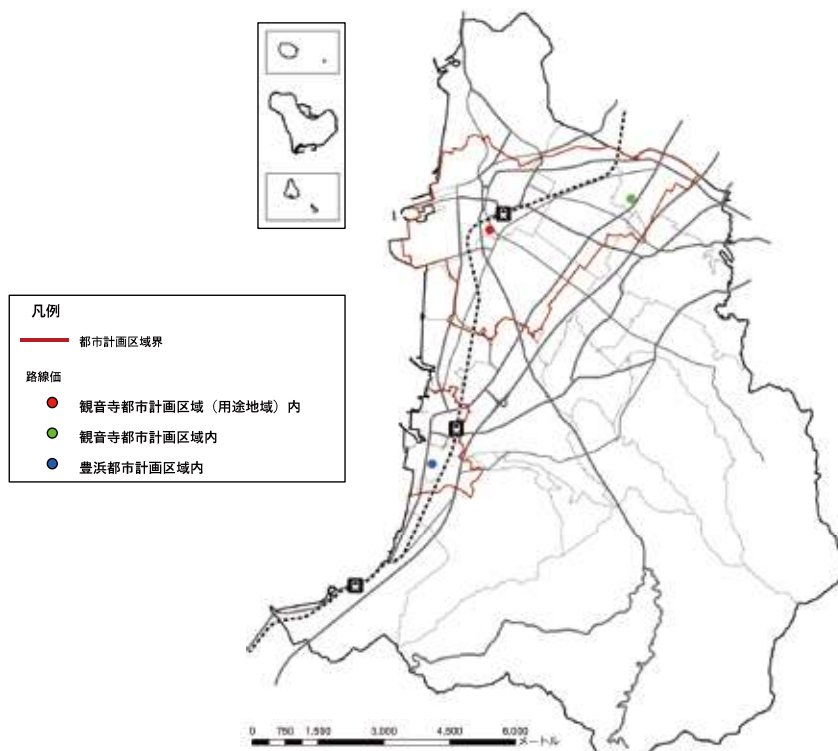 凡例
都市計画区域界
路線価
観音寺都市計画区域（用途地域）内
観音寺都市計画区域内
豊浜都市計画区域内
0 750 1,500 3,000 4,500 6,000
メートル